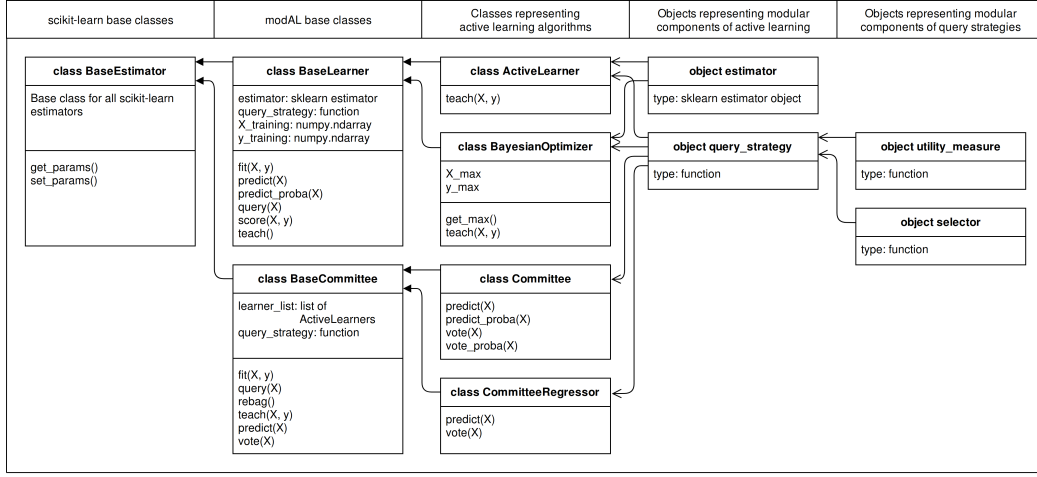 scikit-learn base classes
modAL base classes
Classes representing
active learning algorithms
Objects representing modular
components of active learning
Objects representing modular
components of query strategies
class BaseEstimator
Base class for all scikit-learn
estimators
get_params()
set_params()
class BaseLearner
estimator: sklearn estimator
query_strategy: function
X_training: numpy.ndarray
y_training: numpy.ndarray
fit(X, y)
predict(X)
predict_proba(X)
query(X)
score(X, y)
teach()
class BaseCommittee
learner_list: list of
ActiveLearners
query_strategy: function
fit(X, y)
query(X)
rebag()
teach(X, y)
predict(X)
vote(X)
class ActiveLearner
teach(X, y)
class BayesianOptimizer
X_max
y_max
get_max()
teach(X, y)
class Committee
predict(X)
predict_proba(X)
vote(X)
vote_proba(X)
class CommitteeRegressor
predict(X)
vote(X)
object estimator
type: sklearn estimator object
object query_strategy
type: function
object utility_measure
type: function
object selector
type: function